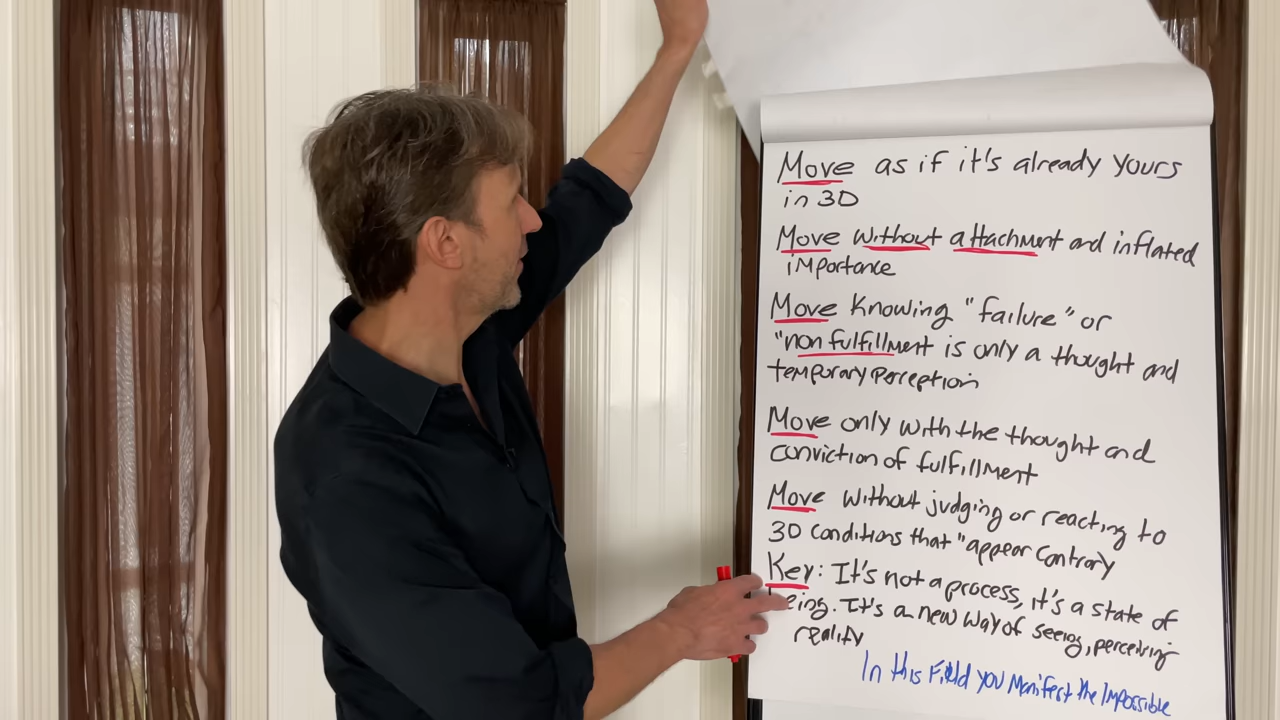 Move as if it's already yours
in 3D
Move without attachment and inflated
importance
Move Knowing "failure" or
"non fulfillment is only a thought and
temporary perception
Move only with the thought and
conviction of fulfillment
Move without judging or reacting to
3D conditions that "appear contrary
Key: It's not a process, it's a state of
being. It's a new way of seeing, perceiving
reality
In this Field you Manifest the Impossible